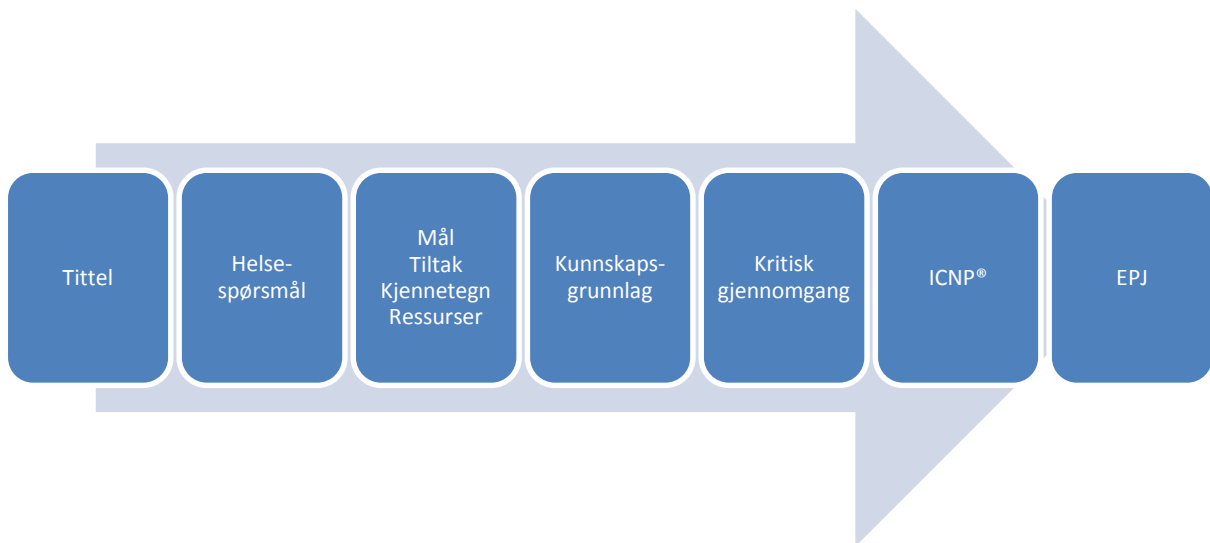 Tittel
Helse-
spørsmål
Mål
Tiltak
Kjennetegn
Ressurser
Kunnskaps-
grunnlag
Kritisk
gjennomgang
ICNP®
EPJ